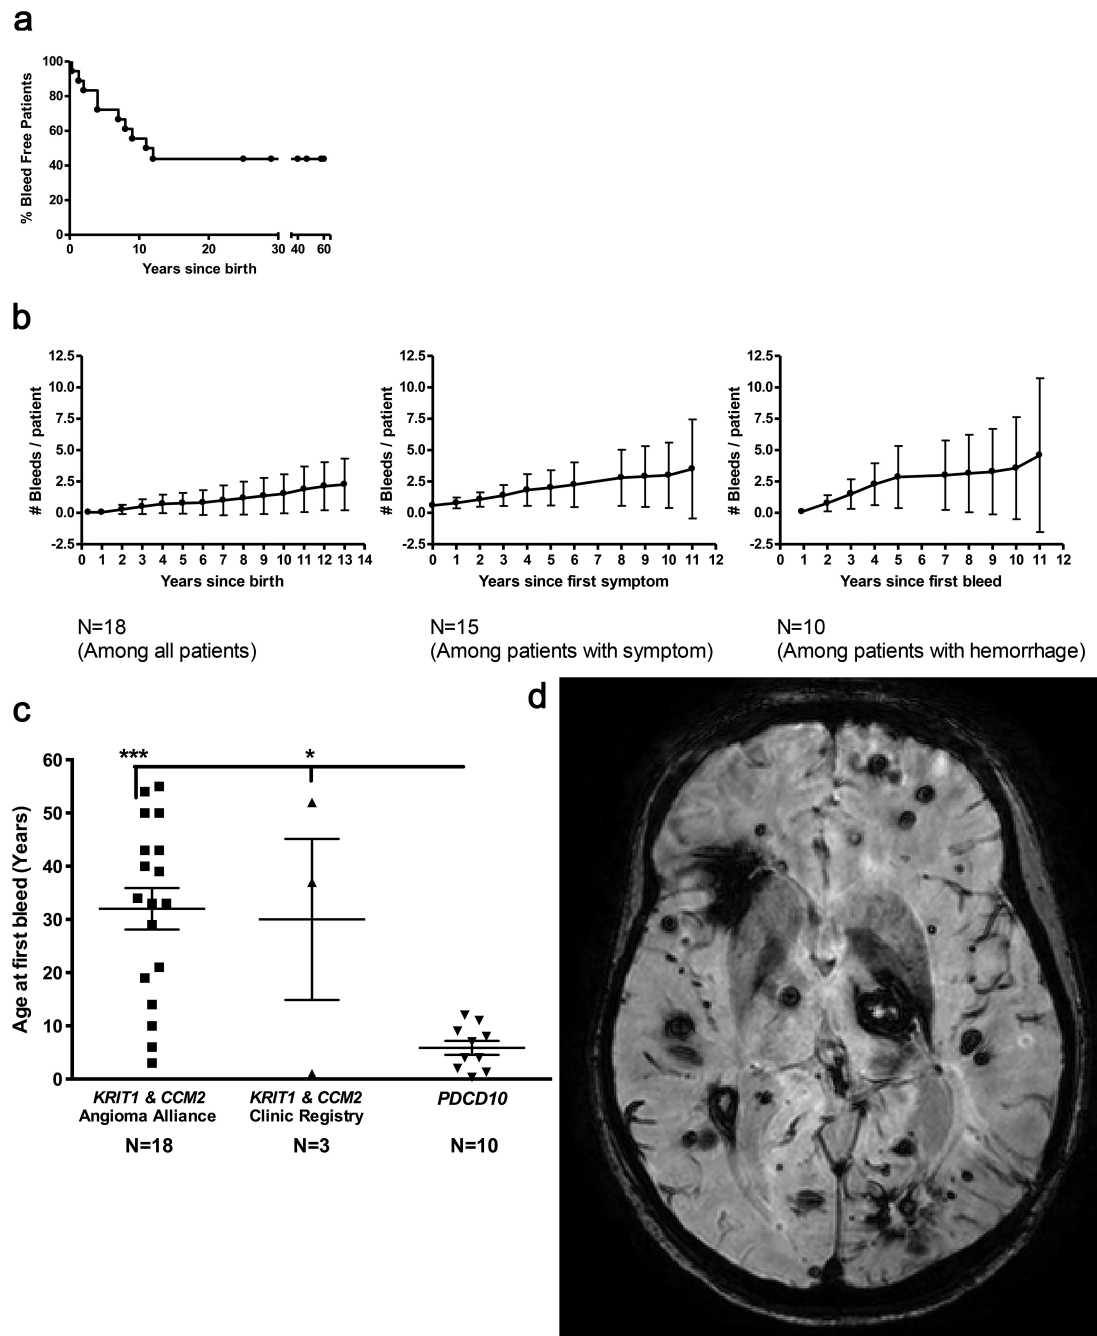 a
100
80
60
40
20
0
% Bleed Free Patients
0 10 20 30 40 60
Years since birth
b
12.5
10.0
7.5
5.0
2.5
0.0
-2.5
# Bleeds / patient
0 1 2 3 4 5 6 7 8 9 10 11 12 13 14
Years since birth
N=18
(Among all patients)
12.5
10.0
7.5
5.0
2.5
0.0
-2.5
# Bleeds / patient
0 1 2 3 4 5 6 7 8 9 10 11 12
Years since first symptom
N=15
(Among patients with symptom)
12.5
10.0
7.5
5.0
2.5
0.0
-2.5
# Bleeds / patient
0 1 2 3 4 5 6 7 8 9 10 11 12
Years since first bleed
N=10
(Among patients with hemorrhage)
c
*** *
60
50
40
30
20
10
0
Age at first bleed (Years)
KRIT1 & CCM2
Angioma Alliance
N=18
KRIT1 & CCM2
Clinic Registry
N=3
PDCD10
N=10
d